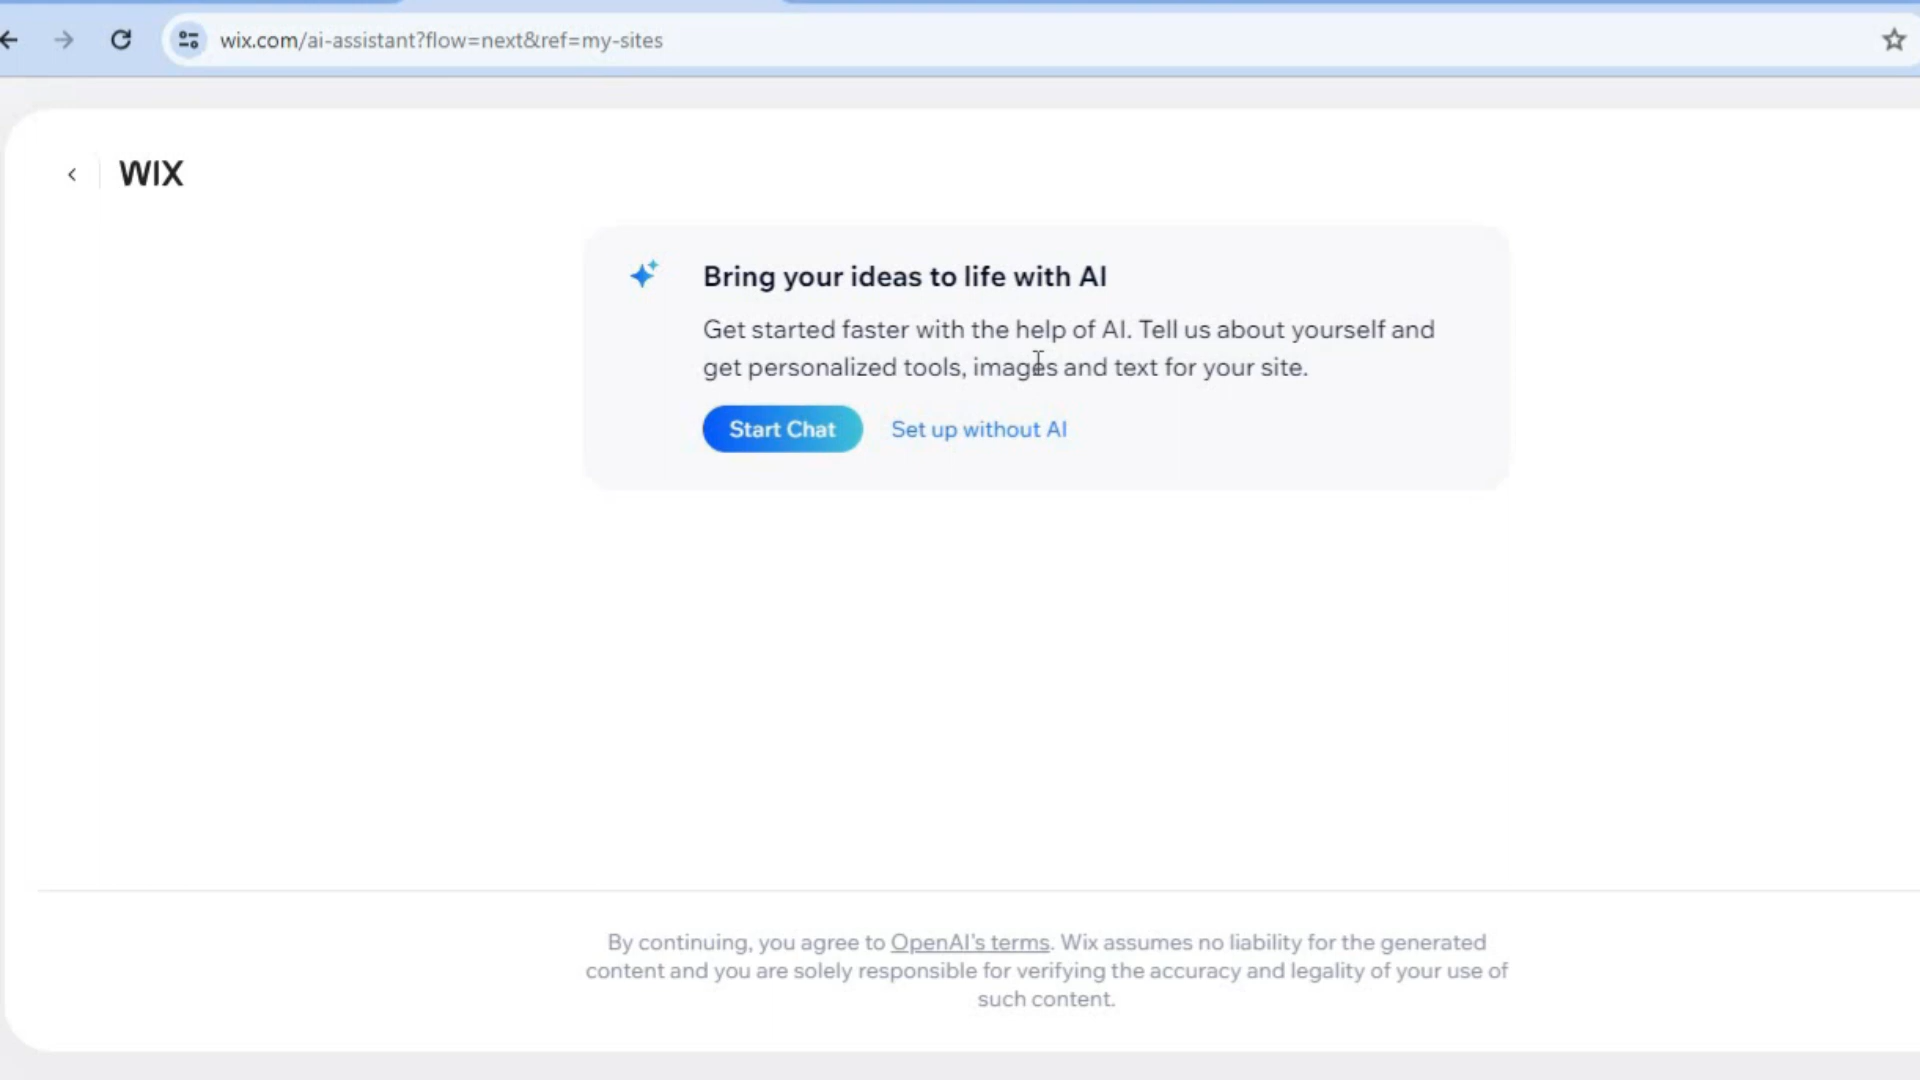 wix.com/ai-assistant?flow=next&ref=my-sites
WIX
Bring your ideas to life with AI
Get started faster with the help of AI. Tell us about yourself and
get personalized tools, images and text for your site.
Start Chat
Set up without AI
By continuing, you agree to OpenAI's terms. Wix assumes no liability for the generated
content and you are solely responsible for verifying the accuracy and legality of your use of
such content.